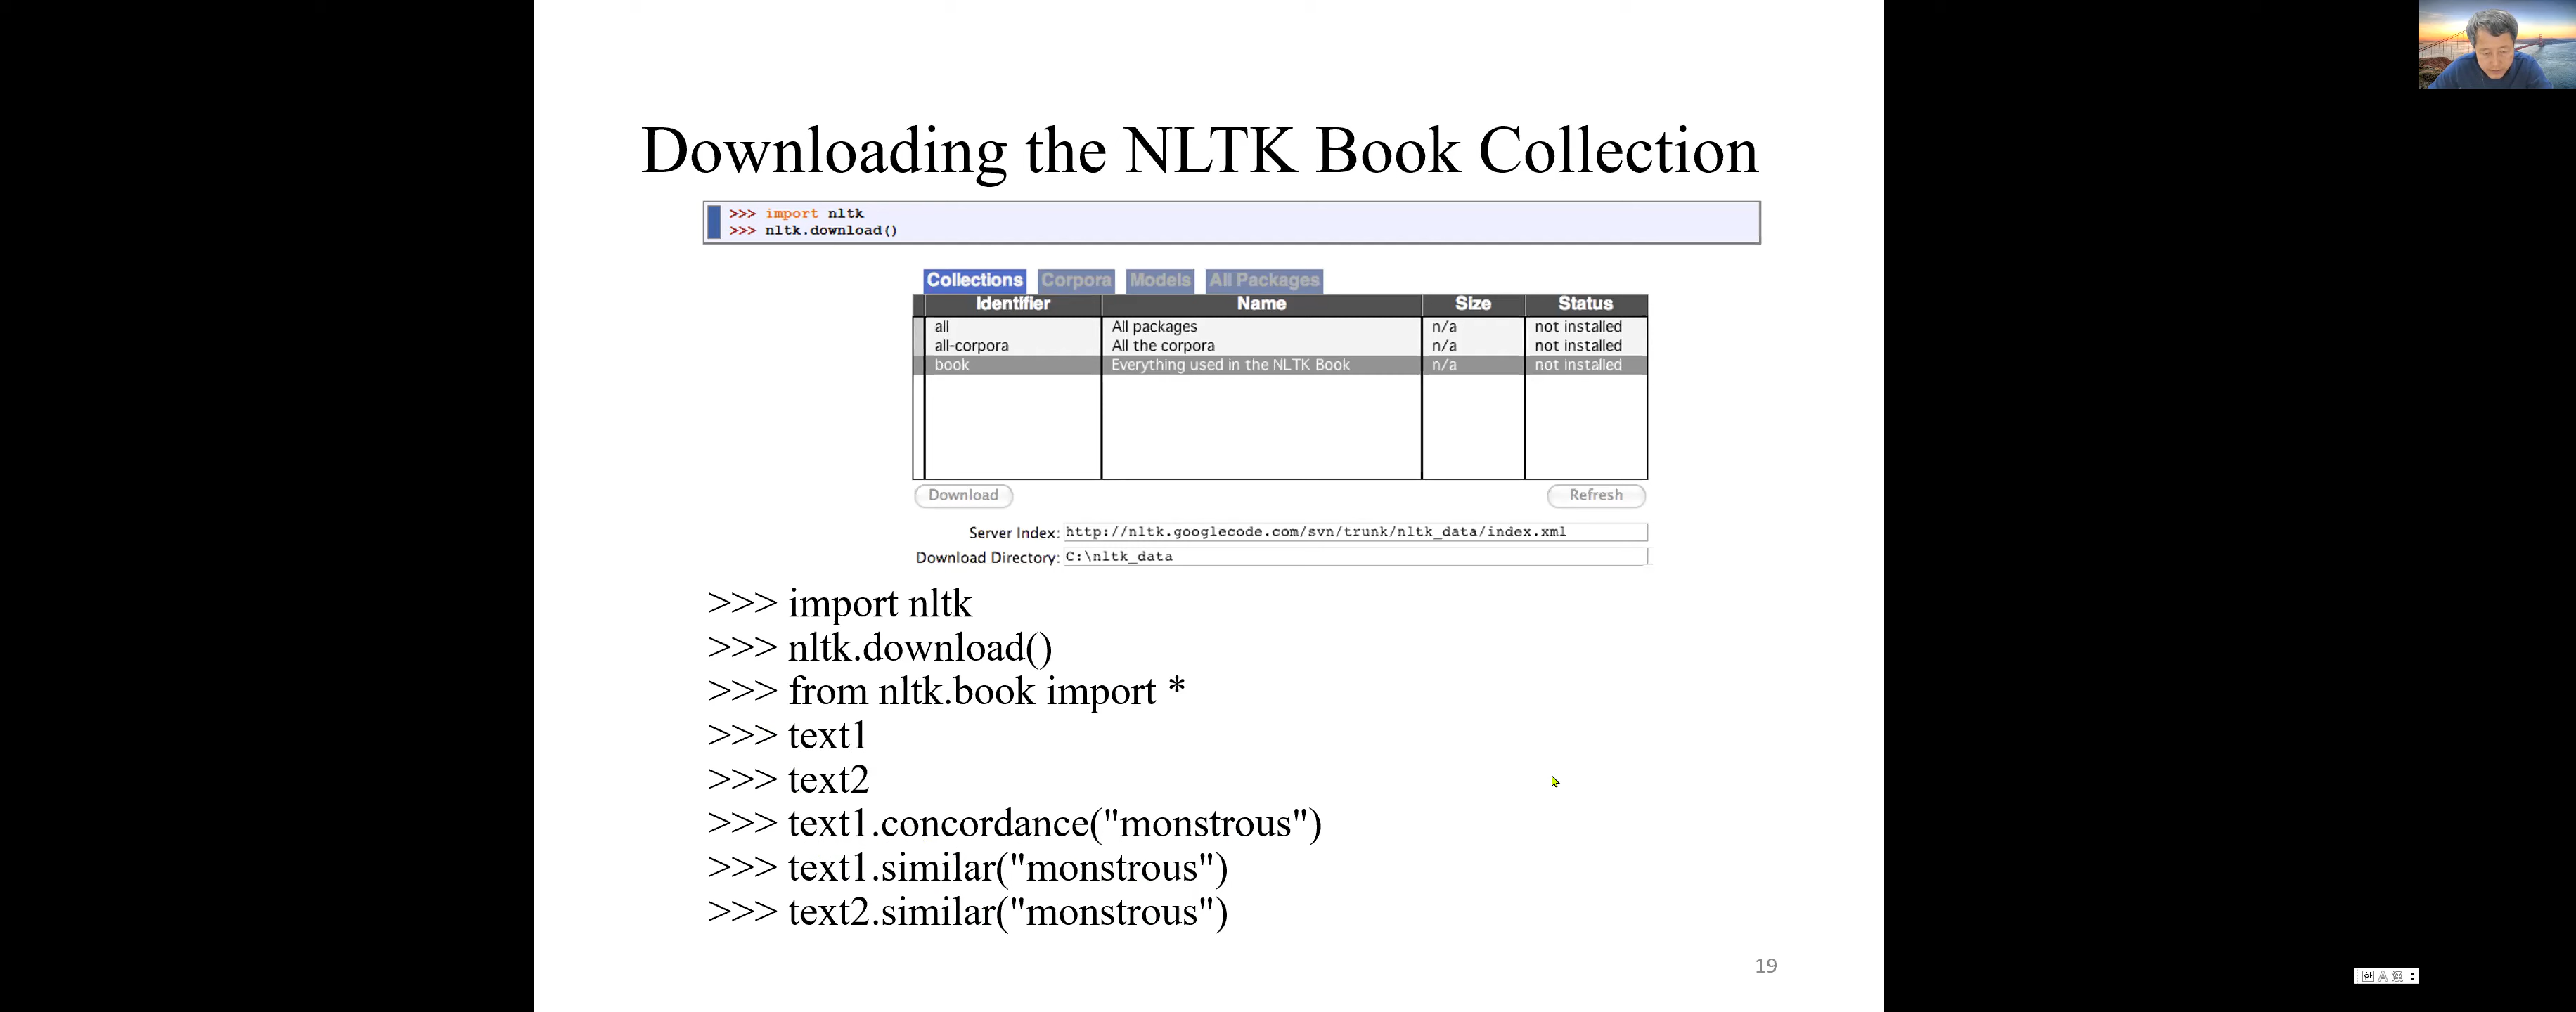 Downloading the NLTK Book Collection
>>> import nltk
>>> nltk.download()
Collections Corpora Models All Packages
Identifier Name Size Status
all All packages n/a not installed
all-corpora All the corpora n/a not installed
book Everything used in the NLTK Book n/a not installed
Download Refresh
Server Index: http://nltk.googlecode.com/svn/trunk/nltk_data/index.xml
Download Directory: C:\nltk_data
>>> import nltk
>>> nltk.download()
>>> from nltk.book import *
>>> text1
>>> text2
>>> text1.concordance("monstrous")
>>> text1.similar("monstrous")
>>> text2.similar("monstrous")
19
한 A 漢